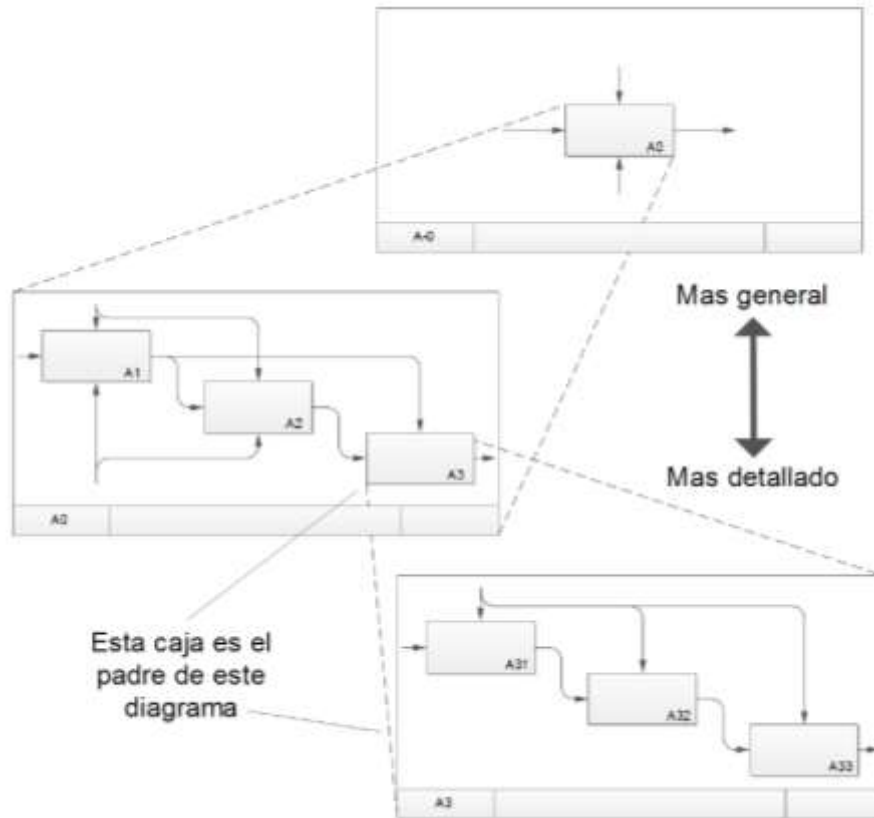 A0
A-0
Mas general
A1
A2
A3
Mas detallado
A0
Esta caja es el
padre de este
diagrama
A31
A32
A33
A3